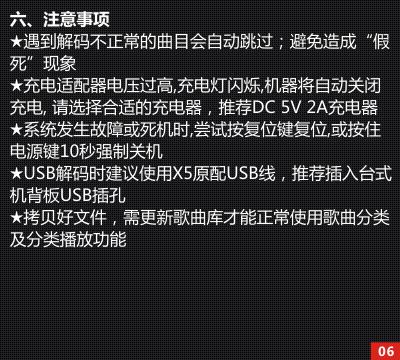 六、注意事项
★遇到解码不正常的曲目会自动跳过；避免造成“假
死”现象
★充电适配器电压过高,充电灯闪烁,机器将自动关闭
充电, 请选择合适的充电器，推荐DC 5V 2A充电器
★系统发生故障或死机时,尝试按复位键复位,或按住
电源键10秒强制关机
★USB解码时建议使用X5原配USB线，推荐插入台式
机背板USB插孔
★拷贝好文件，需更新歌曲库才能正常使用歌曲分类
及分类播放功能
06